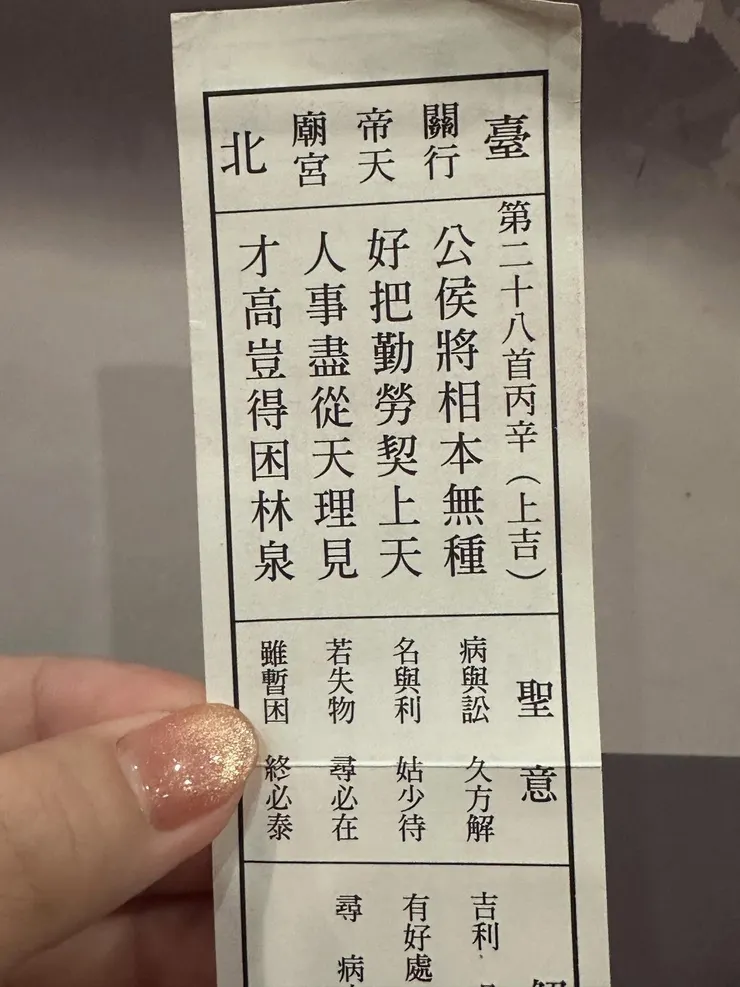 臺
關帝廟
行天宮
北
第二十八首丙辛(上吉)
公侯將相本無種
好把勤勞契上天
人事盡從天理見
才高豈得困林泉
聖意
病與訟 久方解
名與利 姑少待
若失物 尋必在
雖暫困 終必泰
吉利
有好處
尋 病